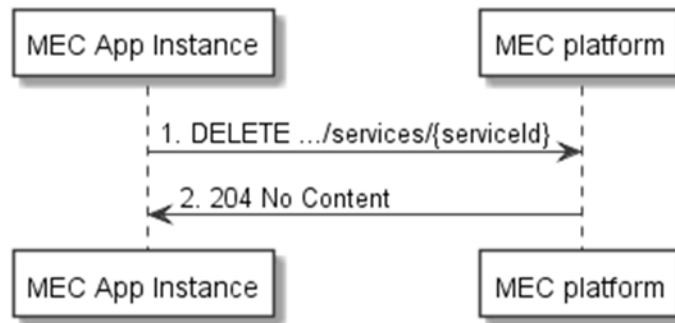 MEC App Instance
MEC platform
1. DELETE .../services/{serviceId}
2. 204 No Content
MEC App Instance
MEC platform